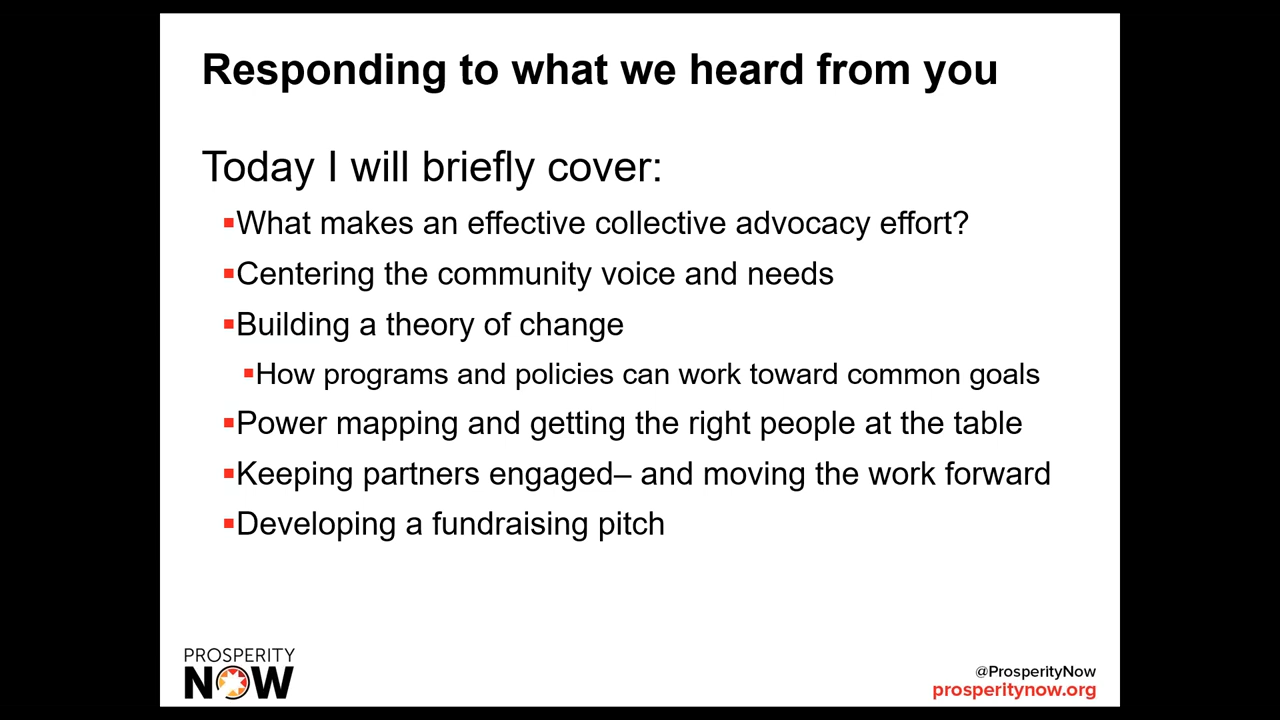 Responding to what we heard from you
Today I will briefly cover:
▪What makes an effective collective advocacy effort?
▪Centering the community voice and needs
▪Building a theory of change
▪How programs and policies can work toward common goals
▪Power mapping and getting the right people at the table
▪Keeping partners engaged– and moving the work forward
▪Developing a fundraising pitch
PROSPERITY
NOW
@ProsperityNow
prosperitynow.org